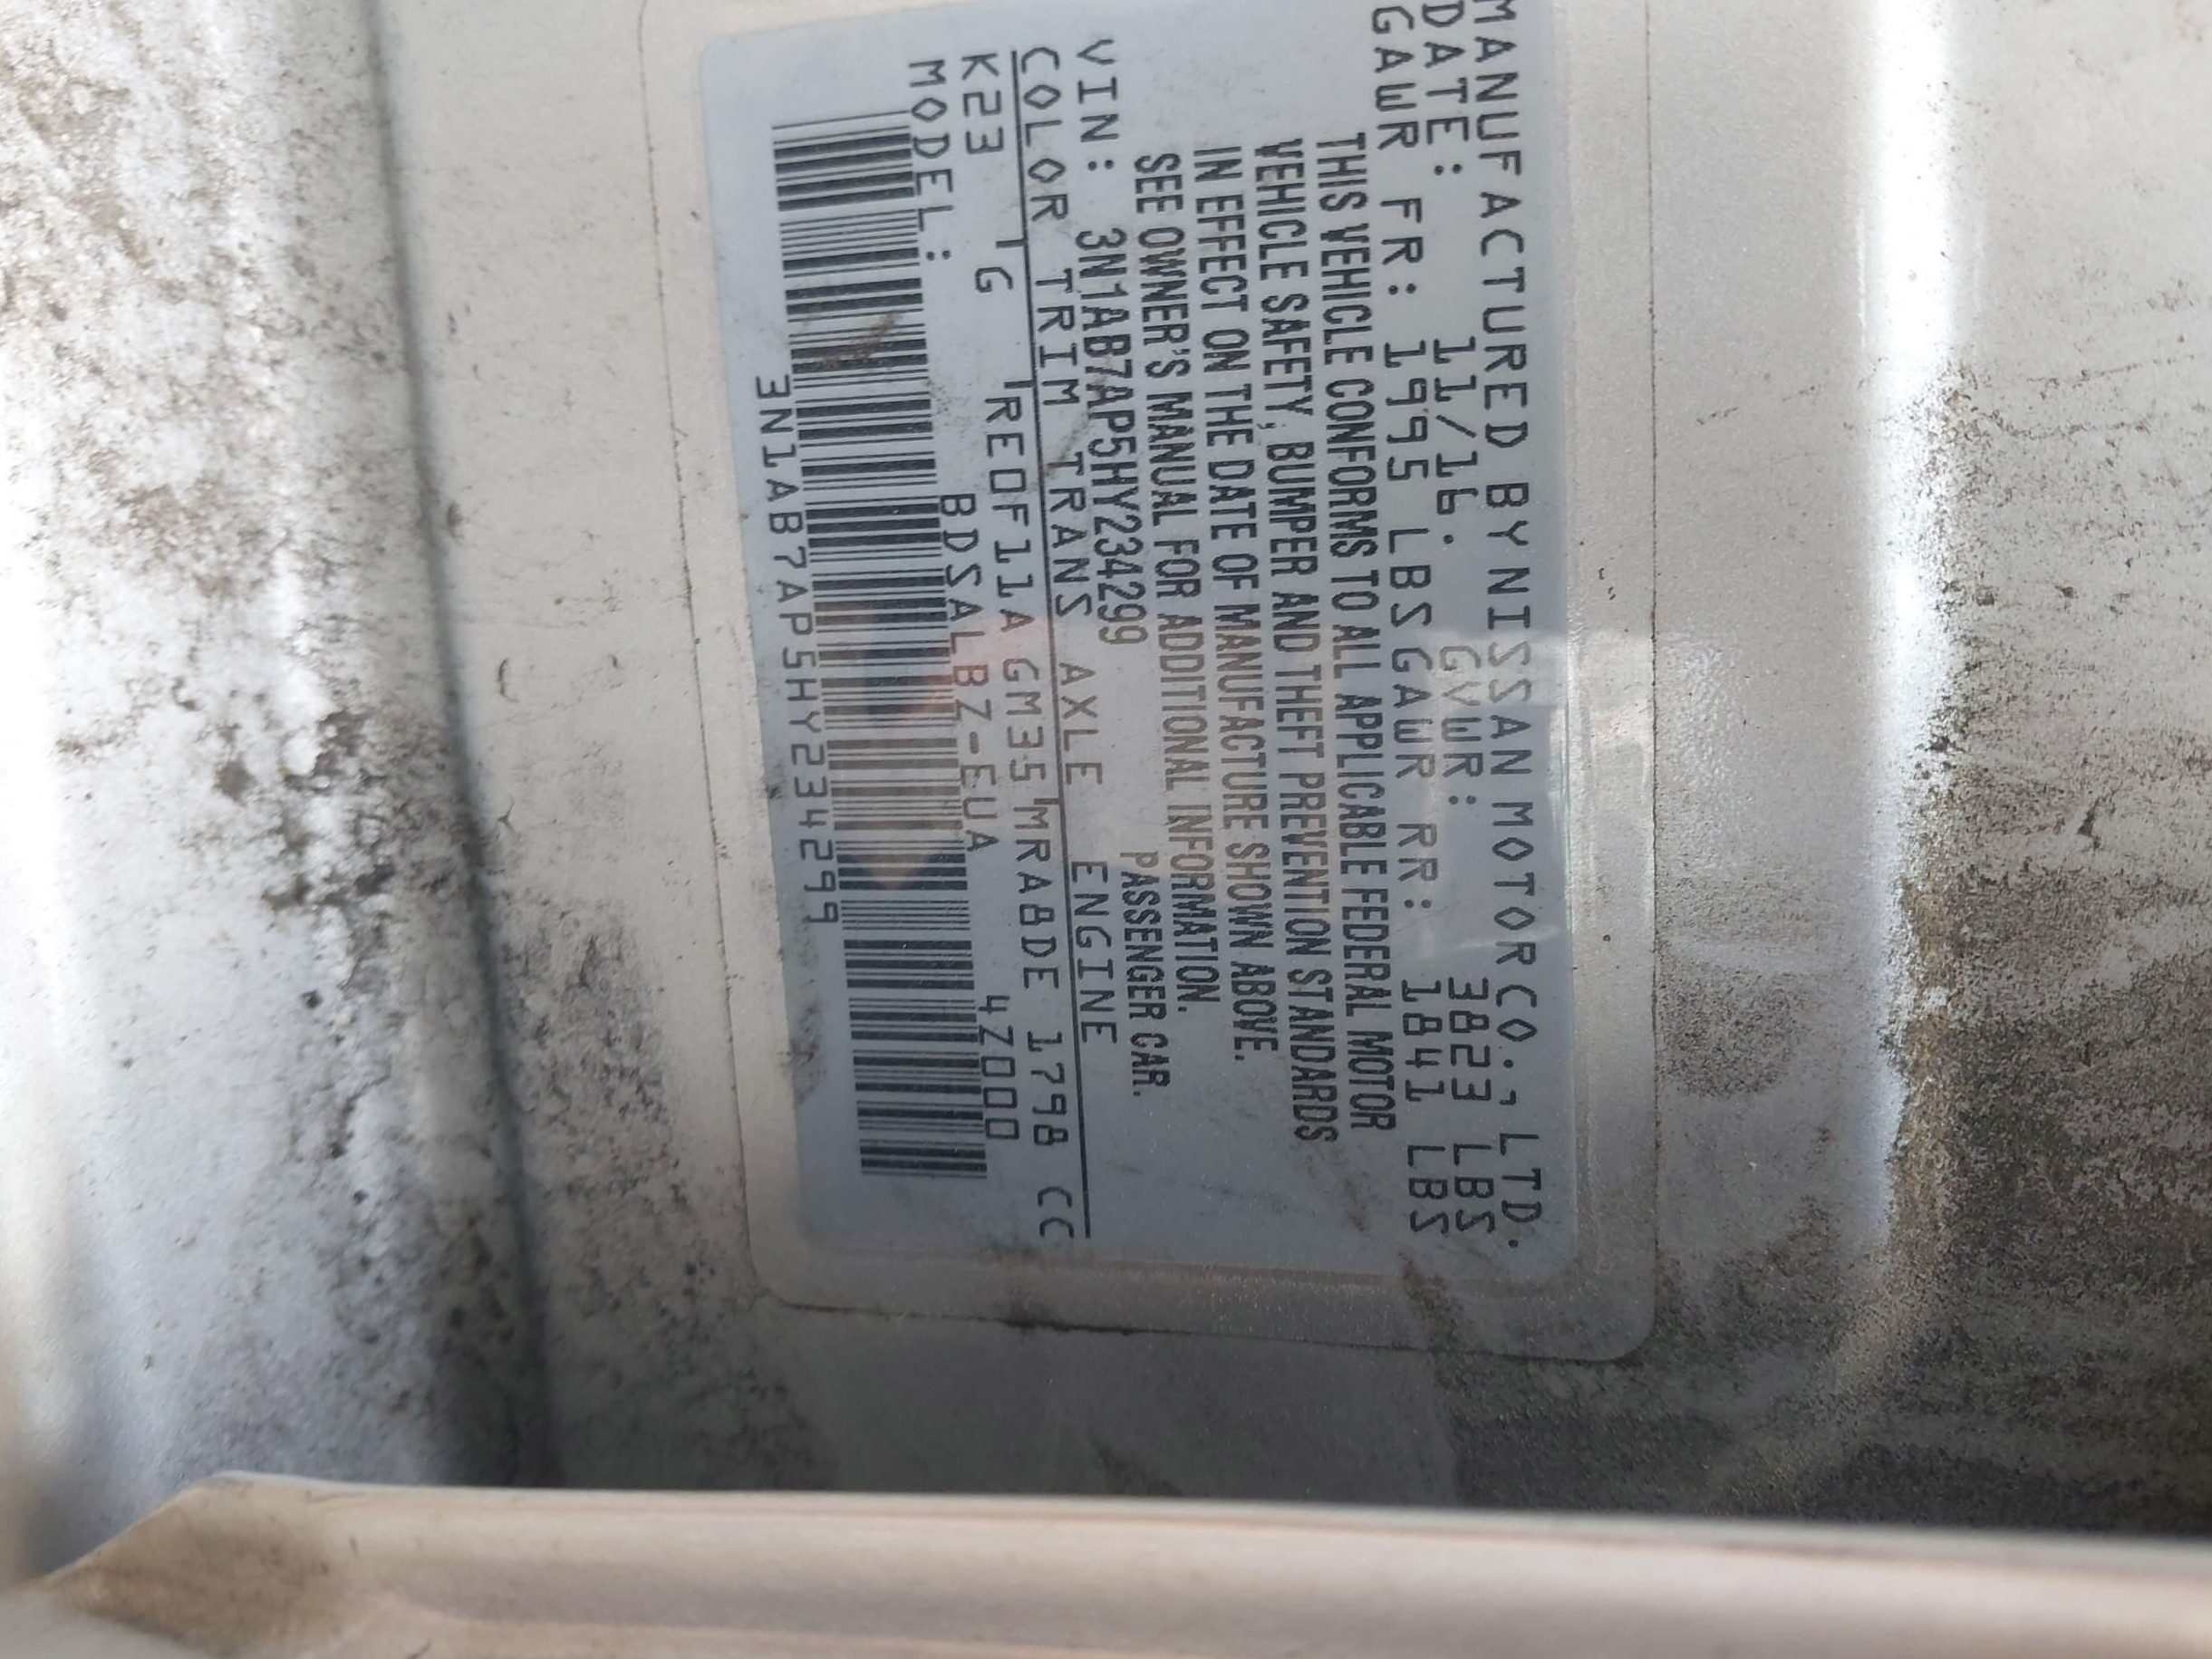 MANUFACTURED BY NISSAN MOTOR CO., LTD.
DATE: 11/16. GVWR: 3823 LBS
GAWR FR: 1995 LBS GAWR RR: 1841 LBS
THIS VEHICLE CONFORMS TO ALL APPLICABLE FEDERAL MOTOR
VEHICLE SAFETY, BUMPER AND THEFT PREVENTION STANDARDS
IN EFFECT ON THE DATE OF MANUFACTURE SHOWN ABOVE.
SEE OWNER'S MANUAL FOR ADDITIONAL INFORMATION.
VIN: 3N1AB7AP5HY234299 PASSENGER CAR.
COLOR TRIM TRANS AXLE ENGINE
K23 G RE0F11A GM35 MRA8DE 1798 CC
MODEL: BDSALBZ-EUA 4Z000
3N1AB7AP5HY234299